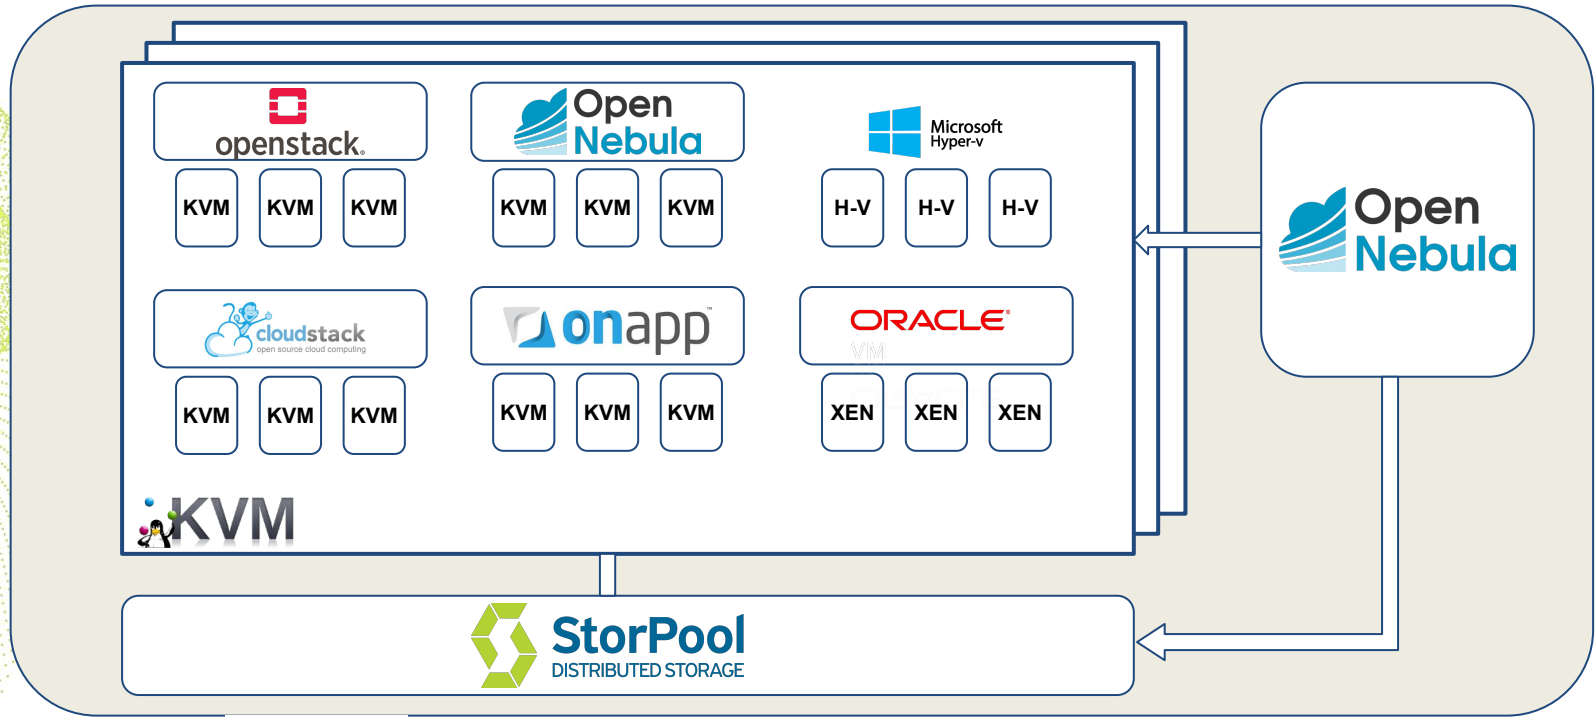 openstack.
Open
Nebula
Microsoft
Hyper-v
KVM KVM KVM
KVM KVM KVM
H-V H-V H-V
Open
Nebula
cloudstack
open source cloud computing
onapp™
ORACLE®
VM
KVM KVM KVM
KVM KVM KVM
XEN XEN XEN
KVM
StorPool
DISTRIBUTED STORAGE